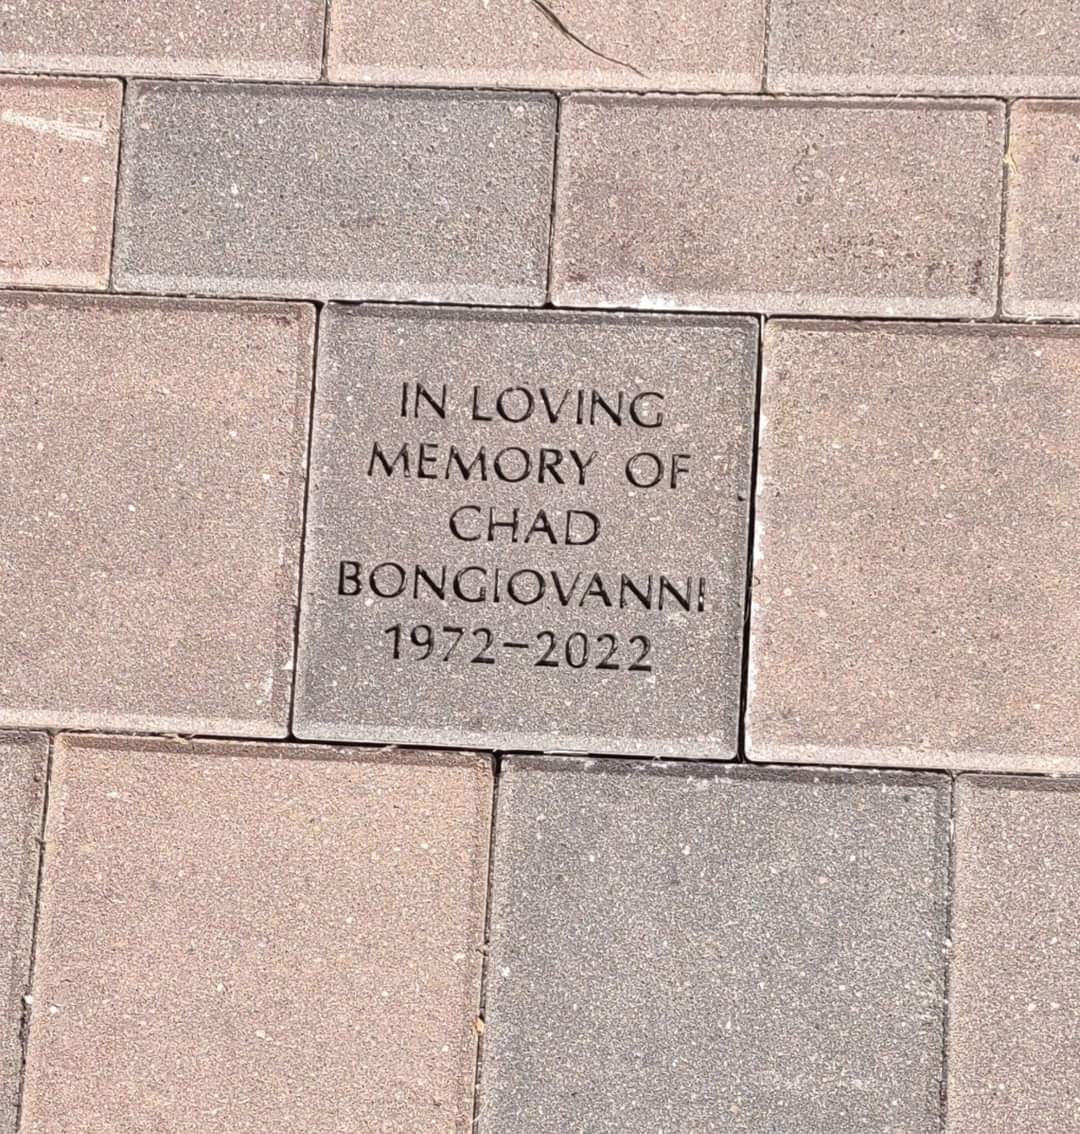 IN LOVING
MEMORY OF
CHAD
BONGIOVANNI
1972-2022